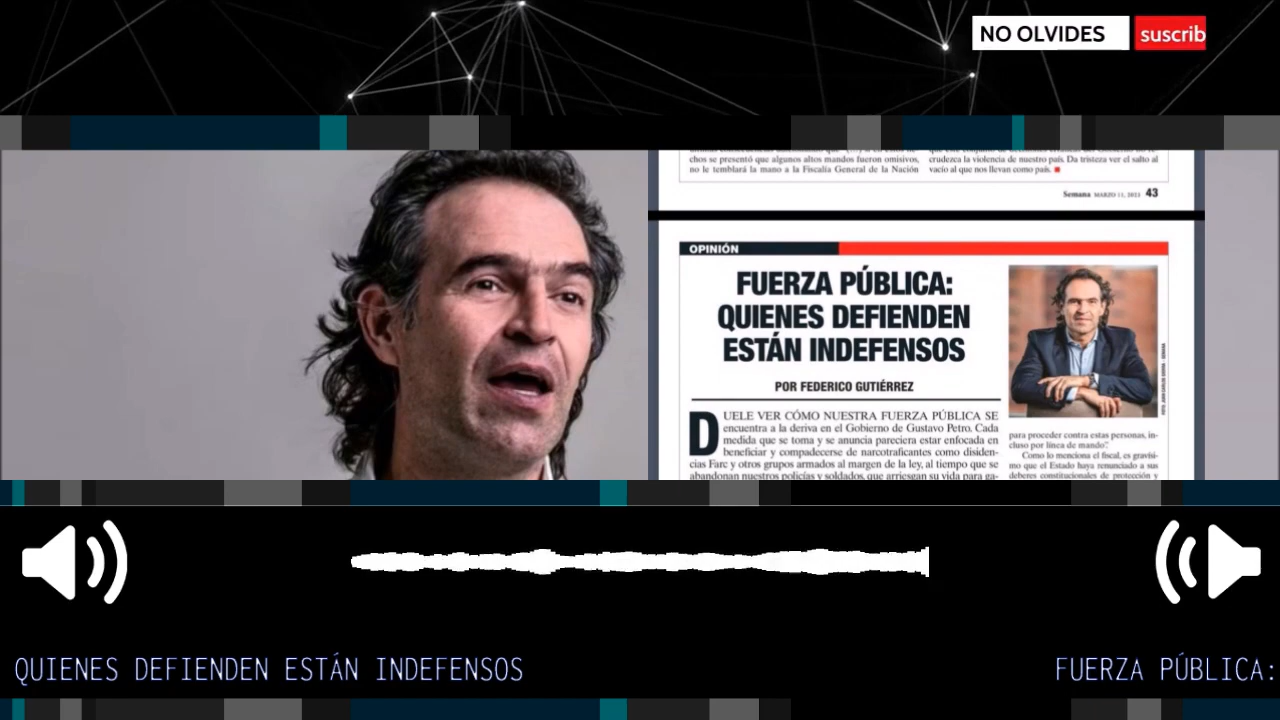 NO OLVIDES
suscrib
chos se presentó que algunos altos mandos fueron omisivos,
no le temblará la mano a la Fiscalía General de la Nación
crudezca la violencia de nuestro país. Da tristeza ver el salto al
vacío al que nos llevan como país.
Semana MARZO 11, 2023 43
OPINIÓN
FUERZA PÚBLICA:
QUIENES DEFIENDEN
ESTÁN INDEFENSOS
POR FEDERICO GUTIÉRREZ
DUELE VER CÓMO NUESTRA FUERZA PÚBLICA SE
encuentra a la deriva en el Gobierno de Gustavo Petro. Cada
medida que se toma y se anuncia pareciera estar enfocada en
beneficiar y compadecerse de narcotraficantes como disiden-
cias Farc y otros grupos armados al margen de la ley, al tiempo que se
abandonan nuestros policías y soldados, que arriesgan su vida para ga-
para proceder contra estas personas, in-
cluso por línea de mando”.
Como lo menciona el fiscal, es gravísi-
mo que el Estado haya renunciado a sus
deberes constitucionales de protección y
QUIENES DEFIENDEN ESTÁN INDEFENSOS
FUERZA PÚBLICA: